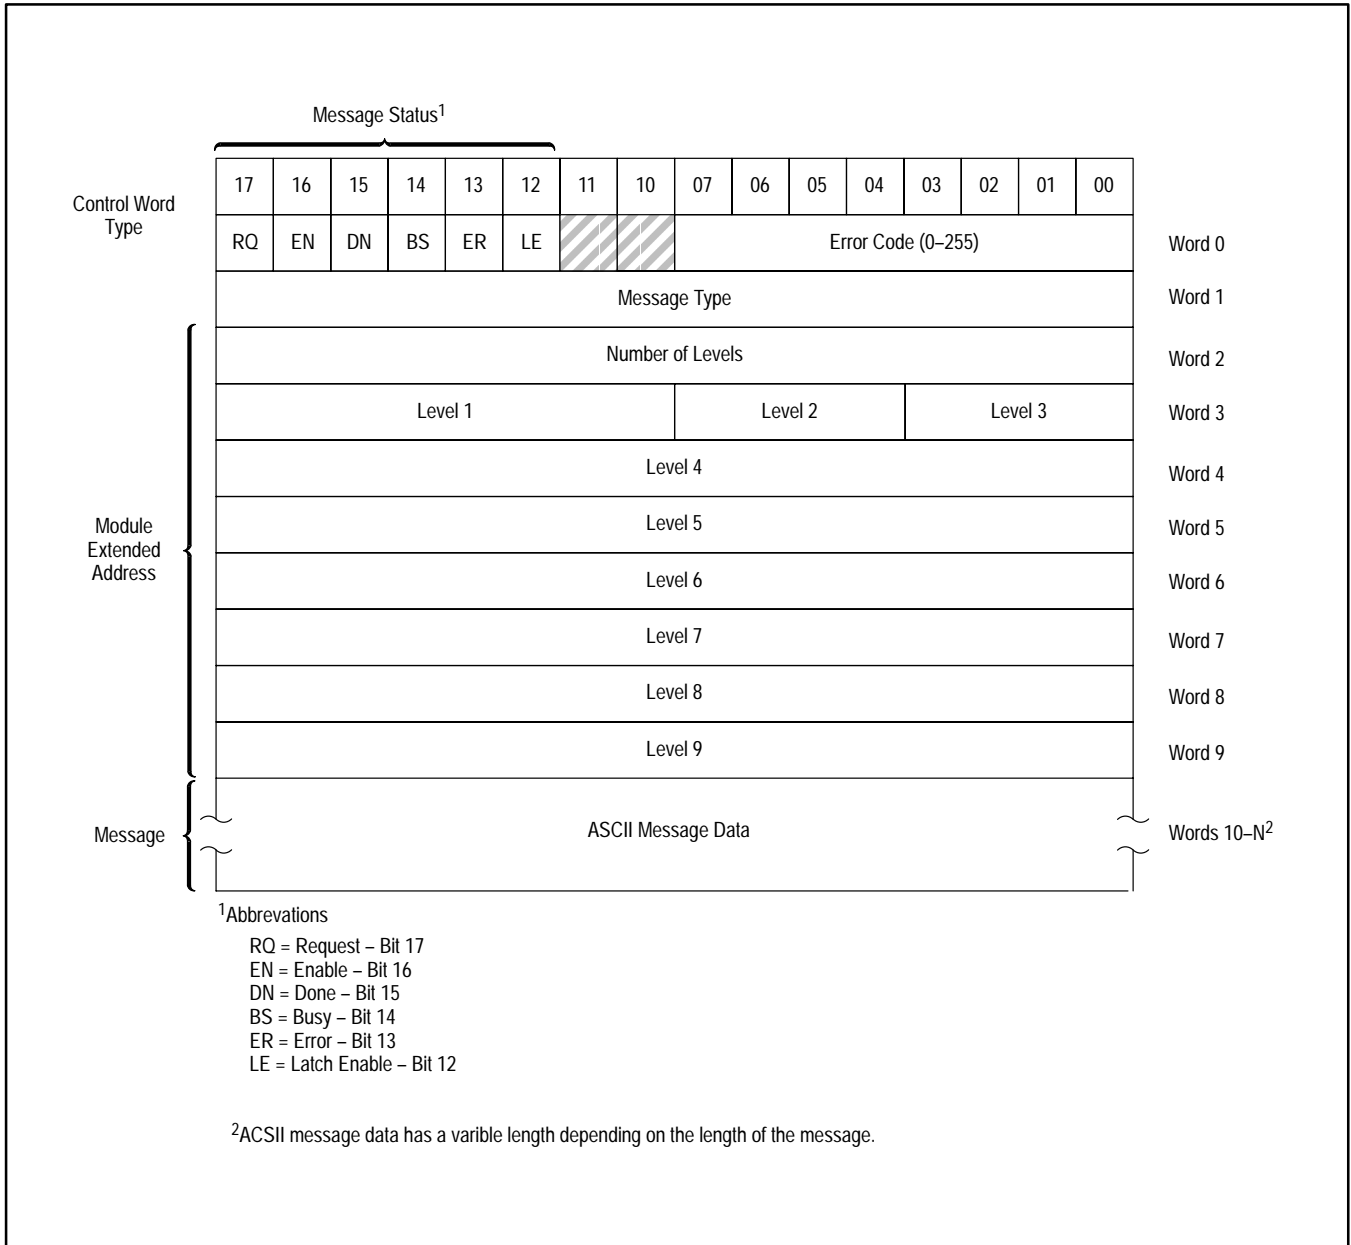 Message Status1
Control Word
Type
17 16 15 14 13 12 11 10 07 06 05 04 03 02 01 00
RQ EN DN BS ER LE Error Code (0–255) Word 0
Message Type Word 1
Number of Levels Word 2
Level 1 Level 2 Level 3 Word 3
Level 4 Word 4
Module
Extended
Address
Level 5 Word 5
Level 6 Word 6
Level 7 Word 7
Level 8 Word 8
Level 9 Word 9
Message ASCII Message Data Words 10–N2
1Abbrevations
RQ = Request – Bit 17
EN = Enable – Bit 16
DN = Done – Bit 15
BS = Busy – Bit 14
ER = Error – Bit 13
LE = Latch Enable – Bit 12
2ACSII message data has a varible length depending on the length of the message.